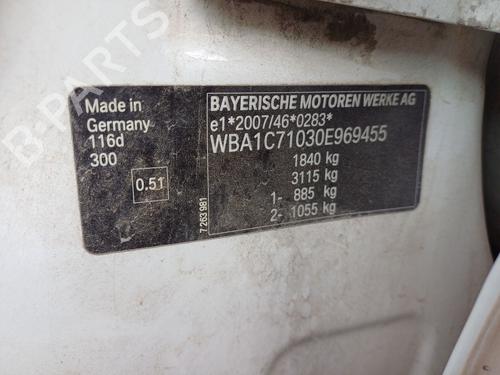 B-PARTS
Made in
Germany
116d
300
0.51
7 263 981
BAYERISCHE MOTOREN WERKE AG
e1*2007/46*0283*
WBA1C71030E969455
1840 kg
3115 kg
1- 885 kg
2- 1055 kg